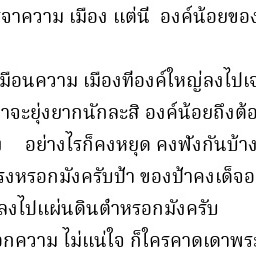 จาความ เมือง แต่นี่ องค์น้อยของ
มือนความ เมืองที่องค์ใหญ่ลงไปเจ
าจะยุ่งยากนักละสิ องค์น้อยถึงต้อ
อย่างไรก็คงหยุด คงฟังกันบ้าง
รงหรอกมังครับป้า ของป้าคงเด็จอ
ลงไปแผ่นดินตำหรอกมังครับ
อกความ ไม่แน่ใจ ก็ใครคาดเดาพระ